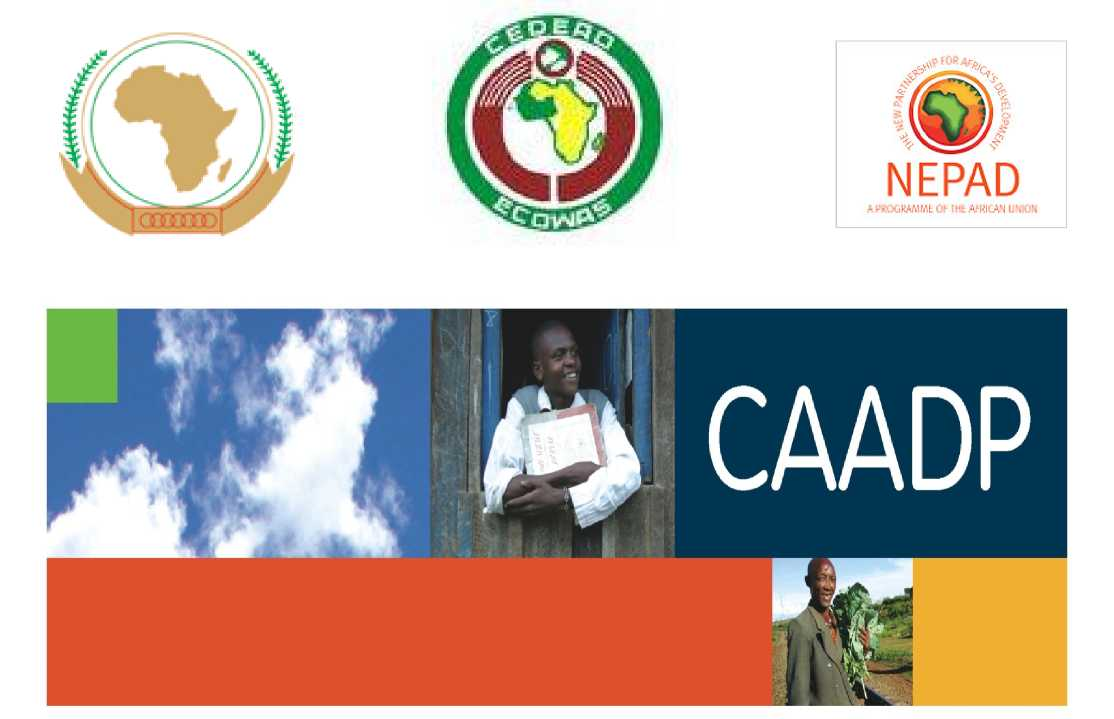 CEDEAO
ECOWAS
THE NEW PARTNERSHIP FOR AFRICA'S DEVELOPMENT
NEPAD
A PROGRAMME OF THE AFRICAN UNION
CAADP